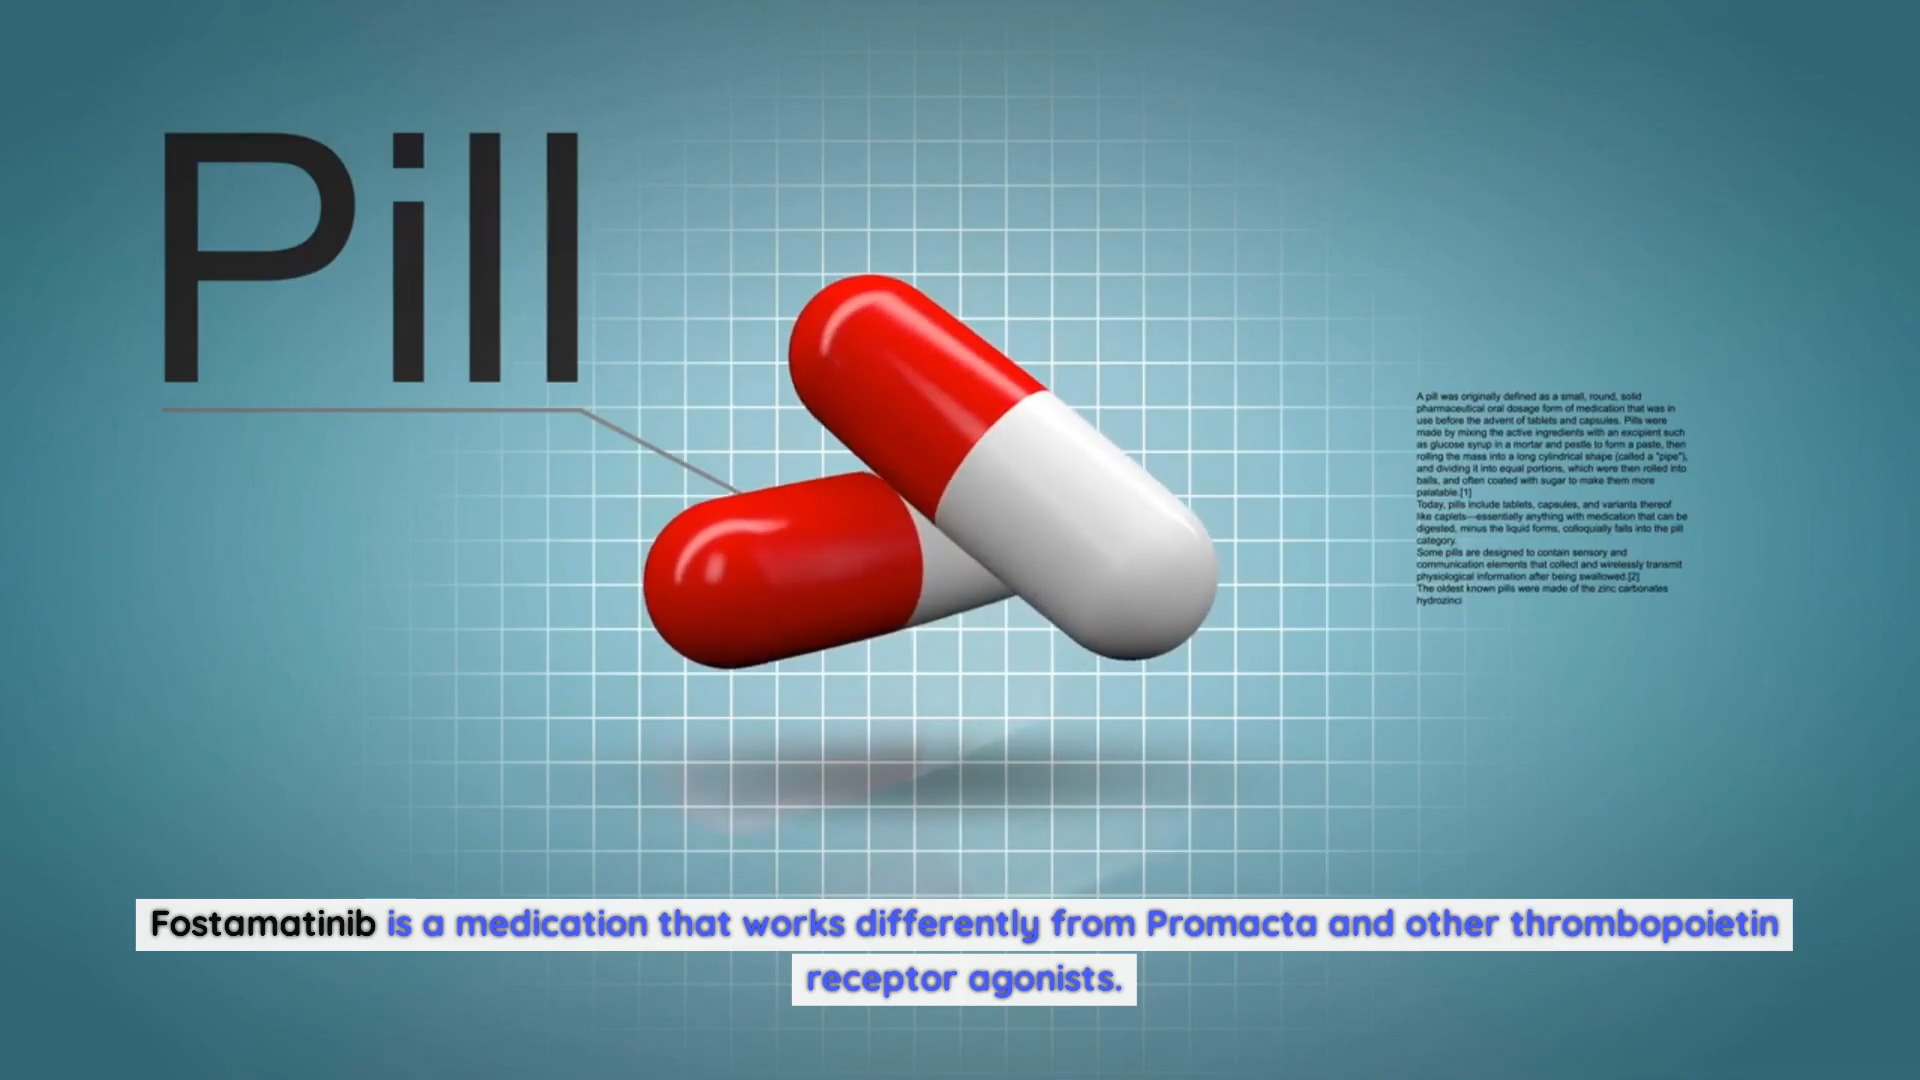 Pill
A pill was originally defined as a small, round, solid
pharmaceutical oral dosage form of medication that was in
use before the advent of tablets and capsules. Pills were
made by mixing the active ingredients with an excipient such
as glucose syrup in a mortar and pestle to form a paste, then
rolling the mass into a long cylindrical shape (called a "pipe"),
and dividing it into equal portions, which were then rolled into
balls, and often coated with sugar to make them more
palatable.[1]
Today, pills include tablets, capsules, and variants thereof
like caplets—essentially anything with medication that can be
digested, minus the liquid forms, colloquially falls into the pill
category.
Some pills are designed to contain sensory and
communication elements that collect and wirelessly transmit
physiological information after being swallowed.[2]
The oldest known pills were made of the zinc carbonates
hydrozinci
Fostamatinib is a medication that works differently from Promacta and other thrombopoietin
receptor agonists.